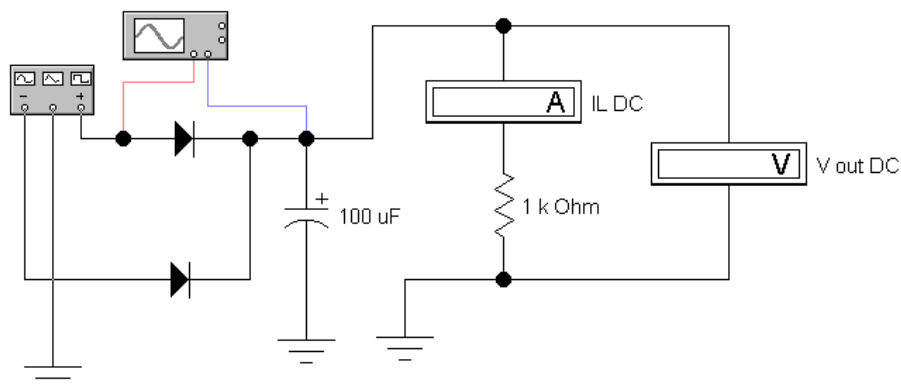 −
+
A
IL DC
V
V out DC
+
100 uF
1 k Ohm